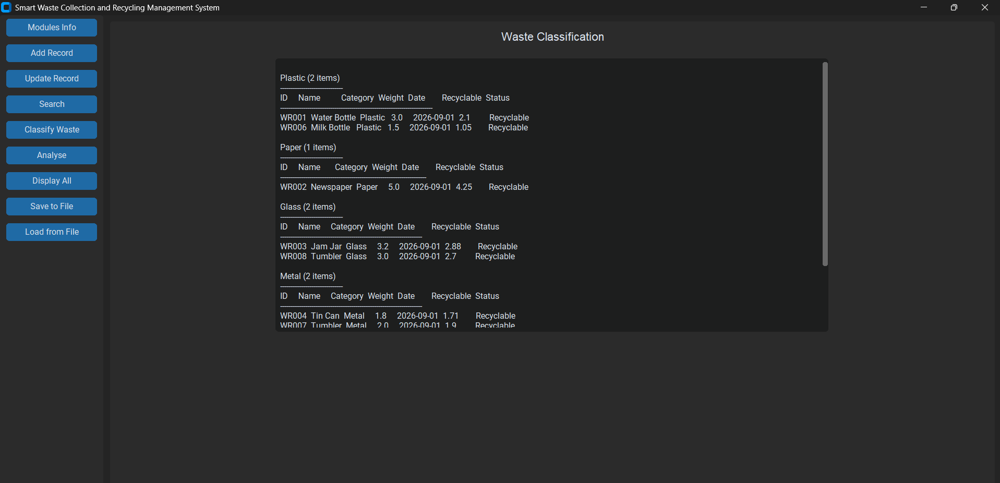 Smart Waste Collection and Recycling Management System
Modules Info
Add Record
Update Record
Search
Classify Waste
Analyse
Display All
Save to File
Load from File
Waste Classification
Plastic (2 items)
------------------------------
ID Name Category Weight Date Recyclable Status
-------------------------------------------------------------------------
WR001 Water Bottle Plastic 3.0 2026-09-01 2.1 Recyclable
WR006 Milk Bottle Plastic 1.5 2026-09-01 1.05 Recyclable
Paper (1 items)
------------------------------
ID Name Category Weight Date Recyclable Status
----------------------------------------------------------------------
WR002 Newspaper Paper 5.0 2026-09-01 4.25 Recyclable
Glass (2 items)
------------------------------
ID Name Category Weight Date Recyclable Status
--------------------------------------------------------------------
WR003 Jam Jar Glass 3.2 2026-09-01 2.88 Recyclable
WR008 Tumbler Glass 3.0 2026-09-01 2.7 Recyclable
Metal (2 items)
------------------------------
ID Name Category Weight Date Recyclable Status
--------------------------------------------------------------------
WR004 Tin Can Metal 1.8 2026-09-01 1.71 Recyclable
WR007 Tumbler Metal 2.0 2026-09-01 1.9 Recyclable